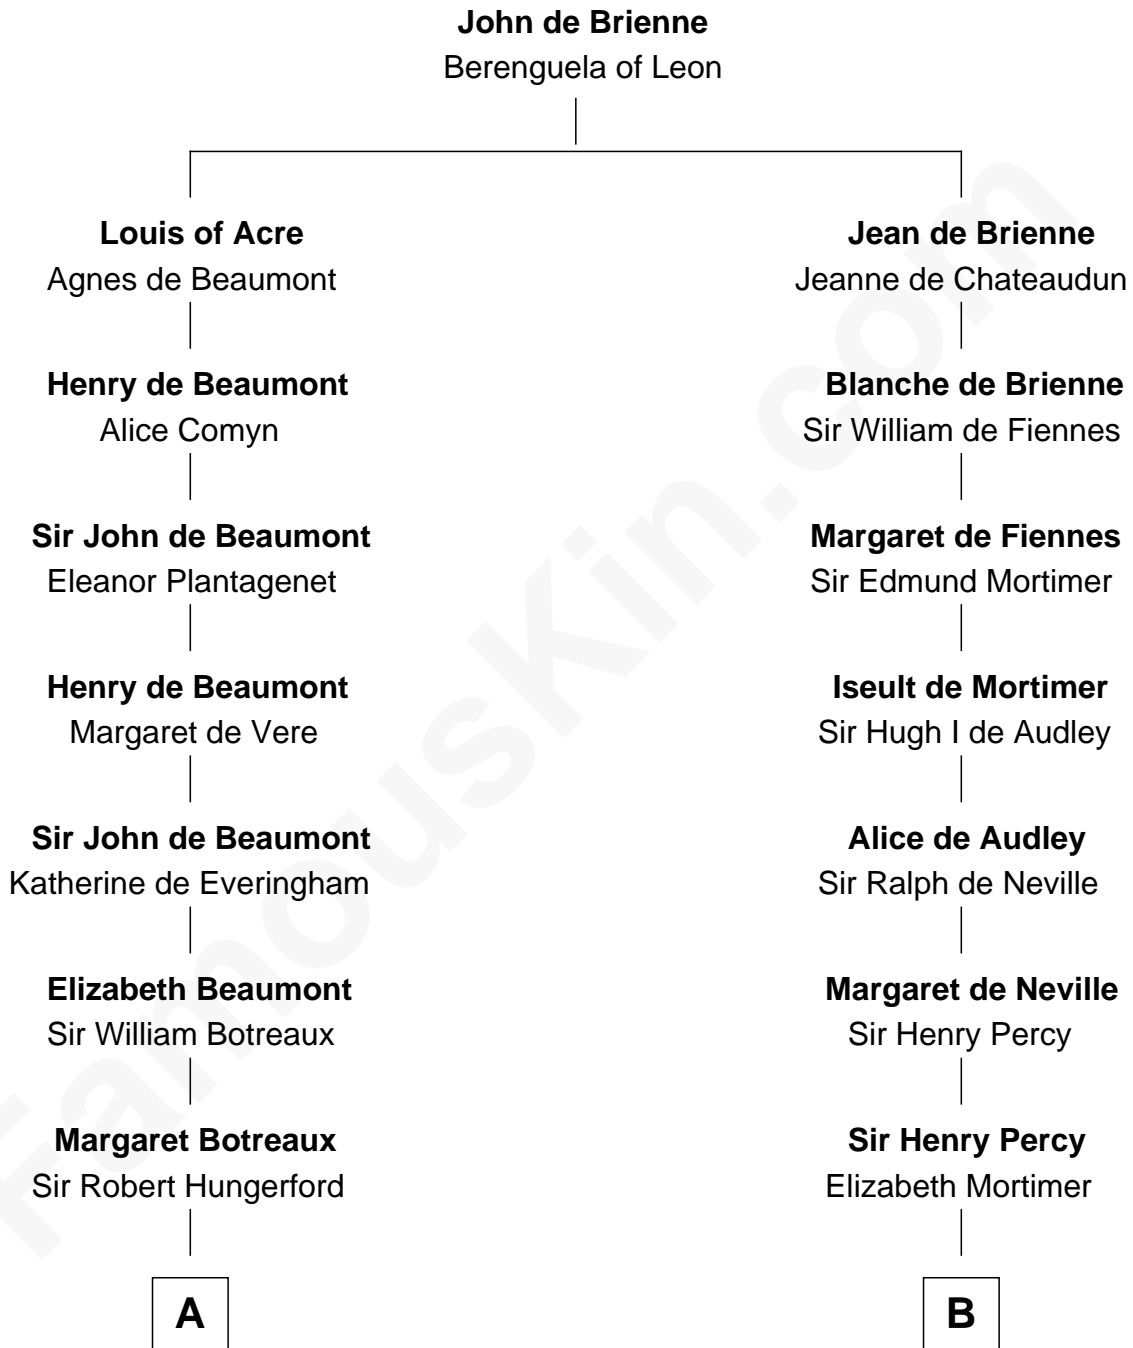 John de Brienne
Berenguela of Leon
Louis of Acre
Agnes de Beaumont
Jean de Brienne
Jeanne de Chateaudun
Henry de Beaumont
Alice Comyn
Blanche de Brienne
Sir William de Fiennes
Sir John de Beaumont
Eleanor Plantagenet
Margaret de Fiennes
Sir Edmund Mortimer
Henry de Beaumont
Margaret de Vere
Iseult de Mortimer
Sir Hugh I de Audley
Sir John de Beaumont
Katherine de Everingham
Alice de Audley
Sir Ralph de Neville
Elizabeth Beaumont
Sir William Botreaux
Margaret de Neville
Sir Henry Percy
Margaret Botreaux
Sir Robert Hungerford
Sir Henry Percy
Elizabeth Mortimer
A
B
FamousKin.com